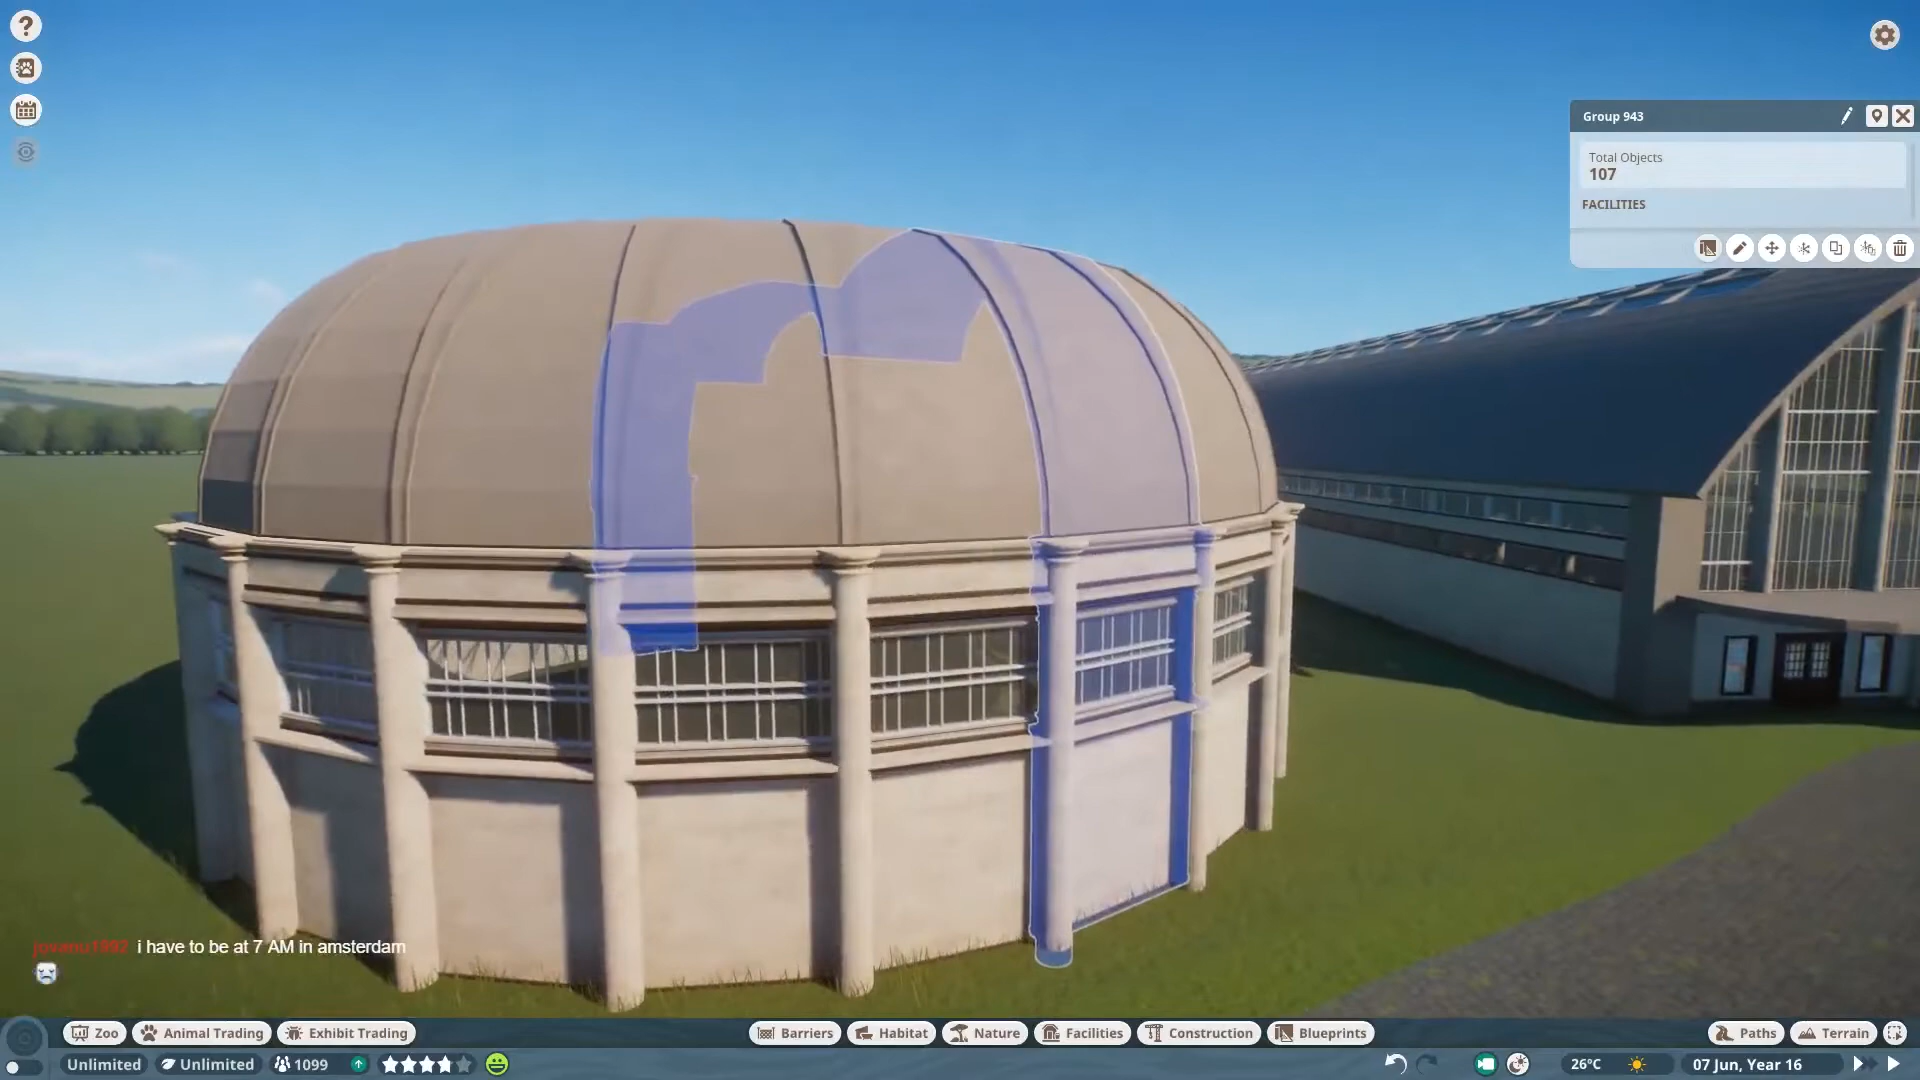 ?
Group 943
Total Objects
107
FACILITIES
jovanu1992 i have to be at 7 AM in amsterdam
Zoo Animal Trading Exhibit Trading Barriers Habitat Nature Facilities Construction Blueprints Paths Terrain
Unlimited Unlimited 1099 26°C 07 Jun, Year 16